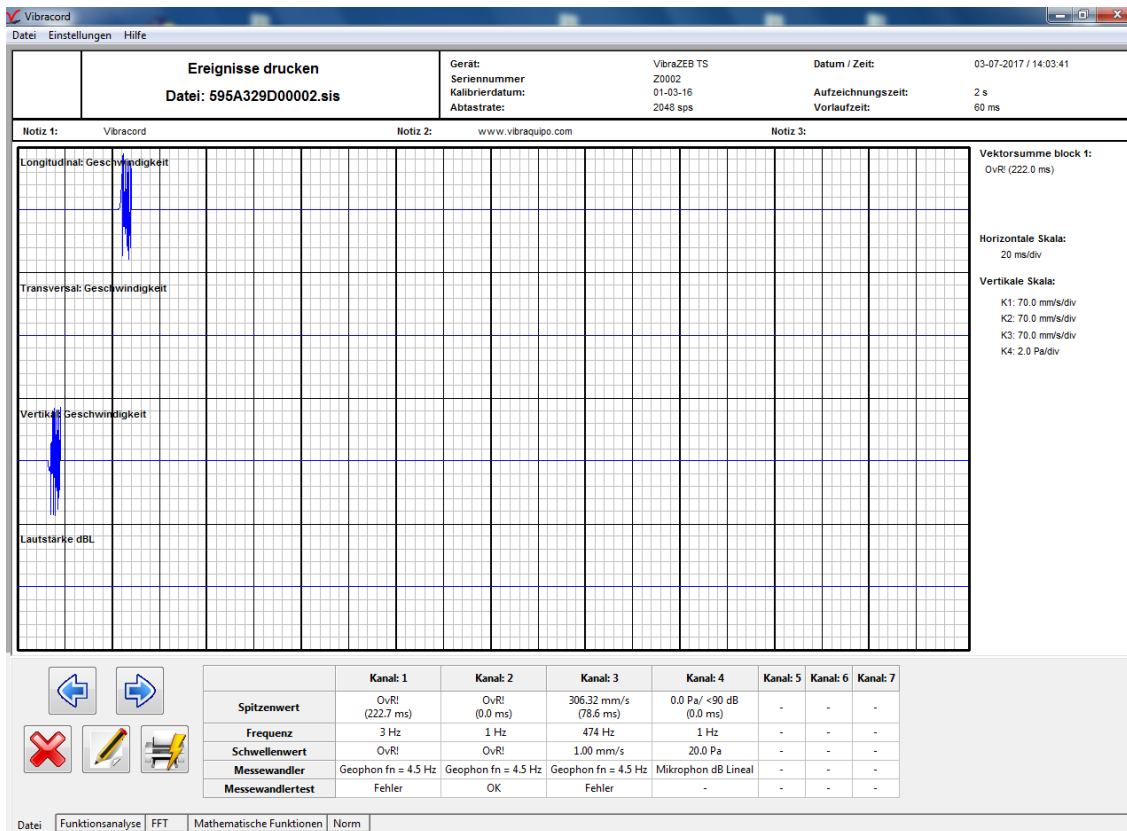 Vibracord
Datei Einstellungen Hilfe
Ereignisse drucken
Datei: 595A329D00002.sis
Gerät: VibraZEB TS
Seriennummer Z0002
Kalibrierdatum: 01-03-16
Abtastrate: 2048 sps
Datum / Zeit: 03-07-2017 / 14:03:41
Aufzeichnungszeit: 2 s
Vorlaufzeit: 60 ms
Notiz 1: Vibracord Notiz 2: www.vibraquipo.com Notiz 3:
Longitudinal: Geschwindigkeit
Transversal: Geschwindigkeit
Vertikal: Geschwindigkeit
Lautstärke dBL
Vektorsumme block 1:
OvR! (222.0 ms)
Horizontale Skala:
20 ms/div
Vertikale Skala:
K1: 70.0 mm/s/div
K2: 70.0 mm/s/div
K3: 70.0 mm/s/div
K4: 2.0 Pa/div
Kanal: 1 Kanal: 2 Kanal: 3 Kanal: 4 Kanal: 5 Kanal: 6 Kanal: 7
Spitzenwert OvR! (222.7 ms) OvR! (0.0 ms) 306.32 mm/s (78.6 ms) 0.0 Pa/ <90 dB (0.0 ms) - - -
Frequenz 3 Hz 1 Hz 474 Hz 1 Hz - - -
Schwellenwert OvR! OvR! 1.00 mm/s 20.0 Pa - - -
Messewandler Geophon fn = 4.5 Hz Geophon fn = 4.5 Hz Geophon fn = 4.5 Hz Mikrophon dB Lineal - - -
Messewandlertest Fehler OK Fehler - - - -
Datei Funktionsanalyse FFT Mathematische Funktionen Norm